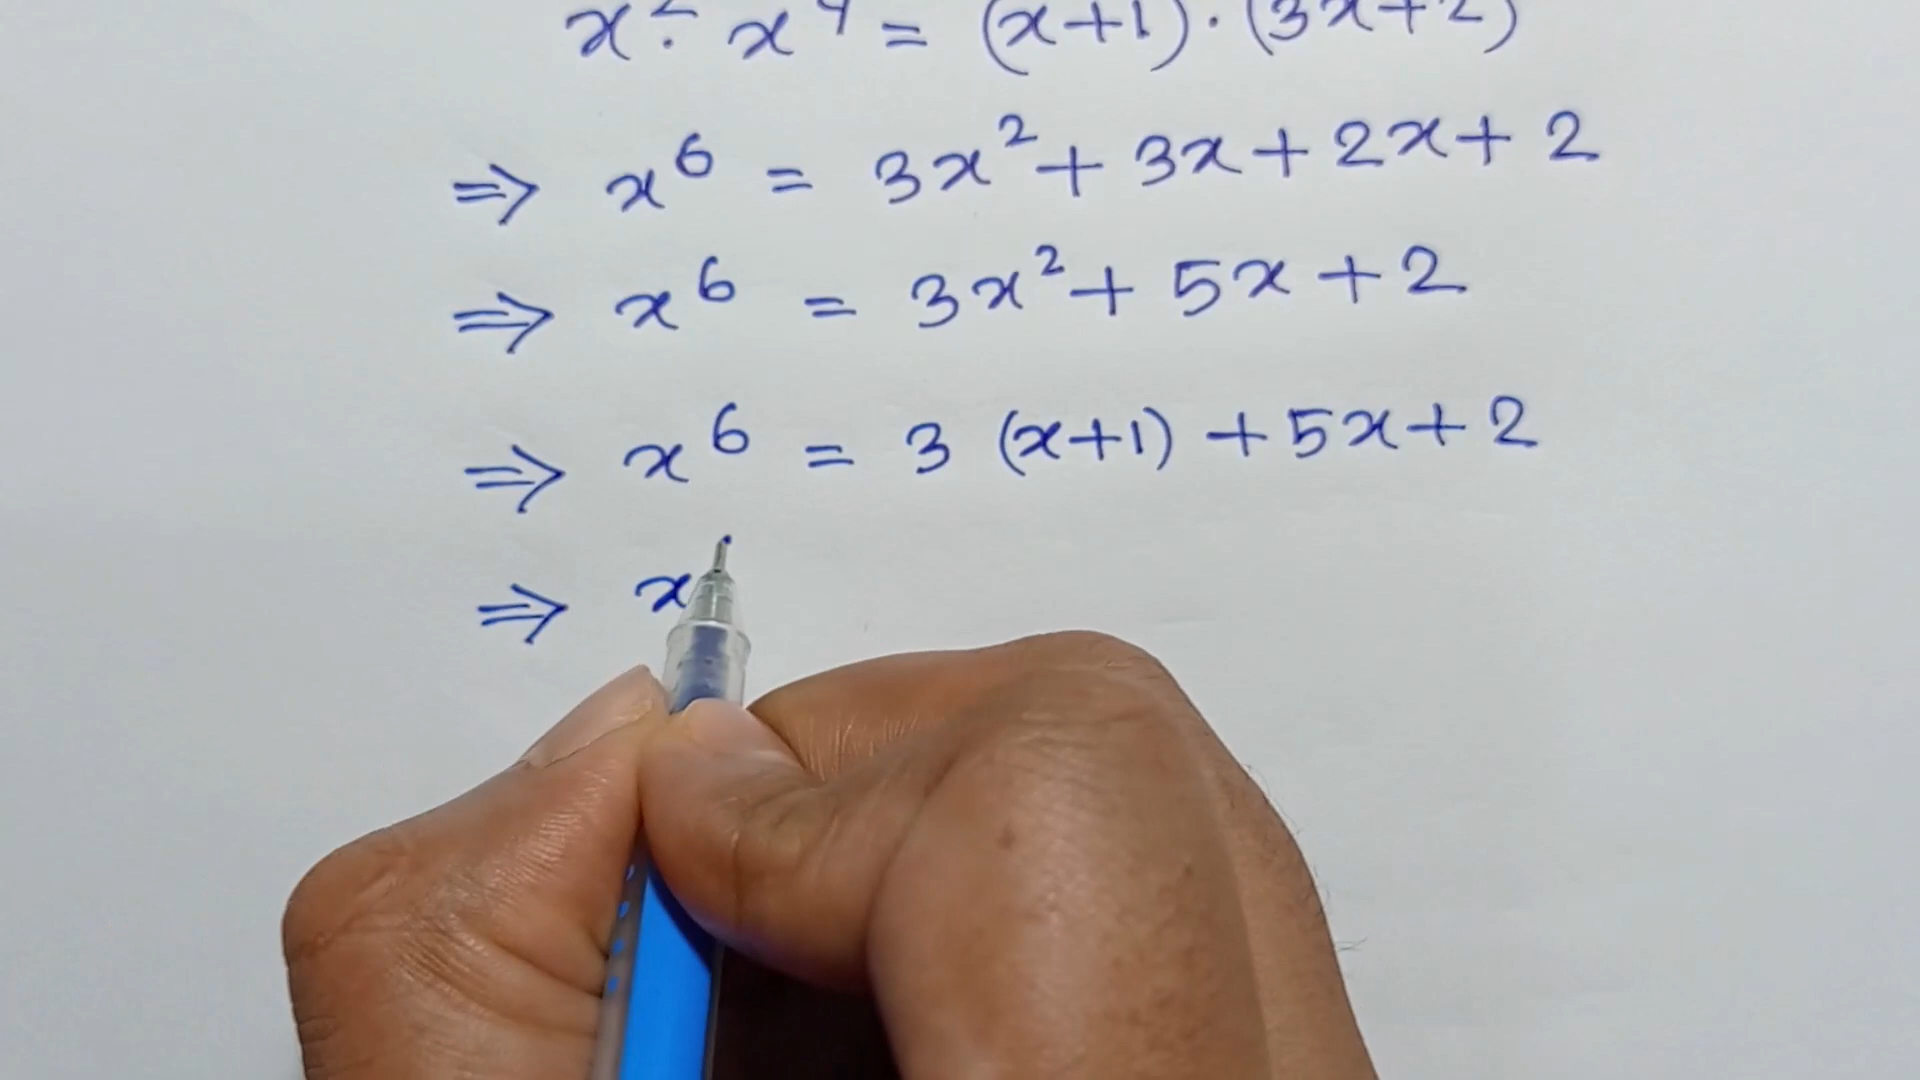 x². x⁴ = (x+1).(3x+2)
⇒ x⁶ = 3x² + 3x + 2x + 2
⇒ x⁶ = 3x² + 5x + 2
⇒ x⁶ = 3 (x+1) + 5x + 2
⇒ x